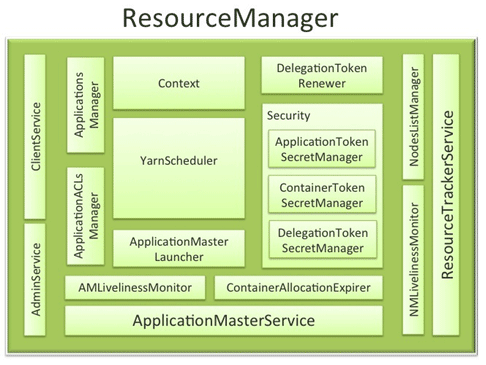 ResourceManager
ClientService
AdminService
Applications
Manager
ApplicationACLs
Manager
Context
YarnScheduler
ApplicationMaster
Launcher
DelegationToken
Renewer
Security
ApplicationToken
SecretManager
ContainerToken
SecretManager
DelegationToken
SecretManager
AMLivelinessMonitor
ContainerAllocationExpirer
ApplicationMasterService
NodesListManager
NMLivelinessMonitor
ResourceTrackerService